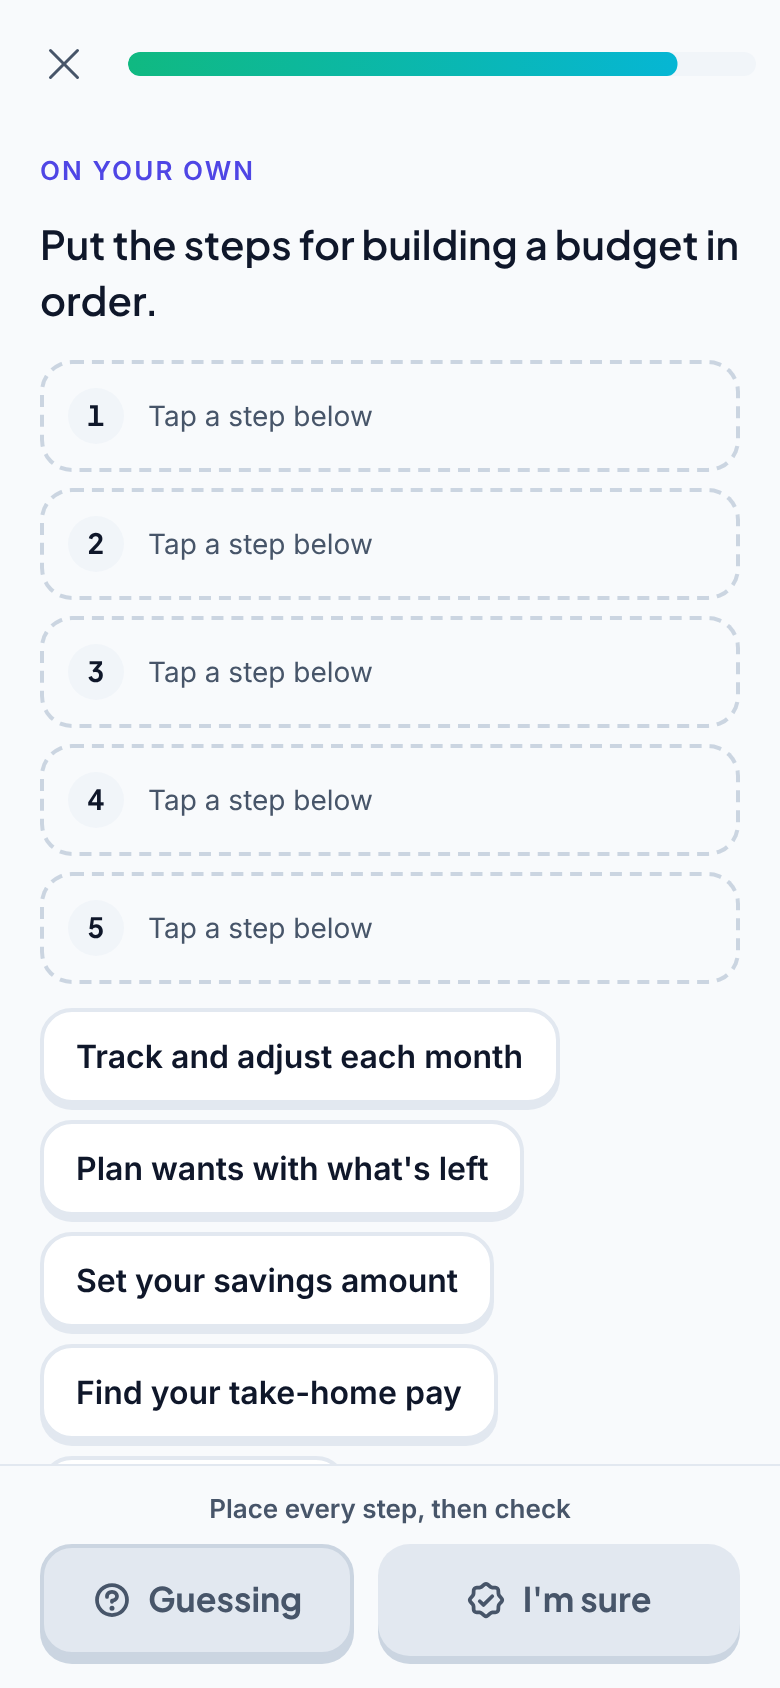 ON YOUR OWN
Put the steps for building a budget in
order.
1 Tap a step below
2 Tap a step below
3 Tap a step below
4 Tap a step below
5 Tap a step below
Track and adjust each month
Plan wants with what's left
Set your savings amount
Find your take-home pay
Place every step, then check
Guessing I'm sure